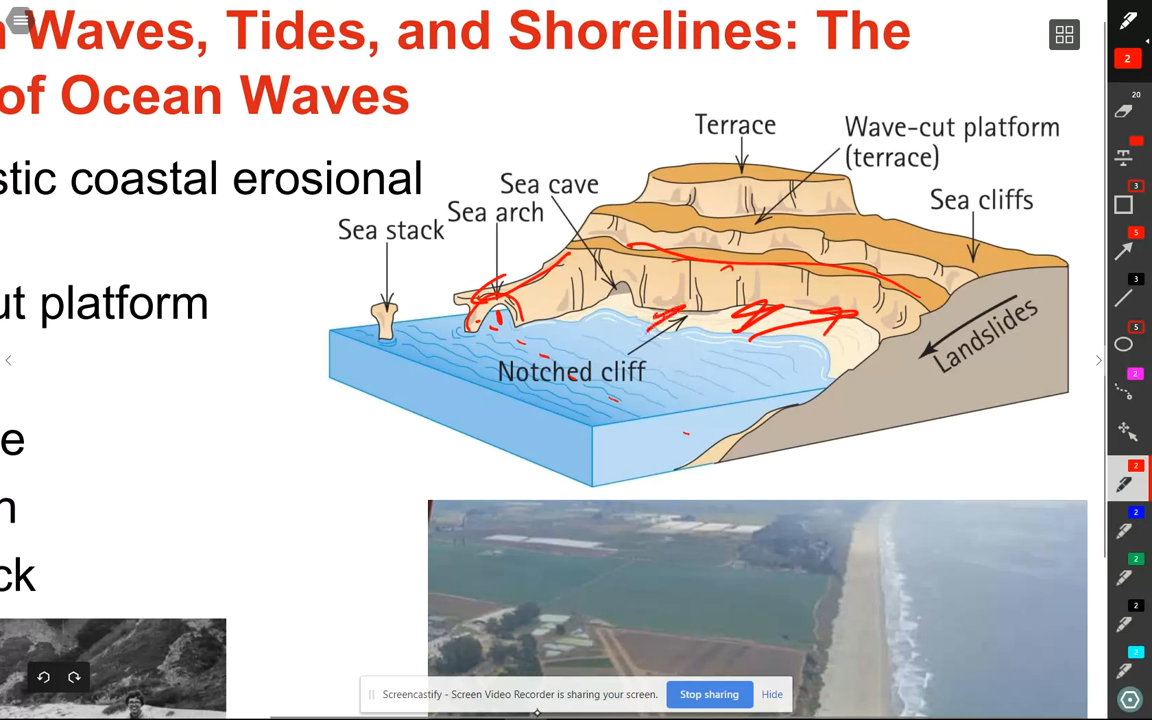 n Waves, Tides, and Shorelines: The
of Ocean Waves
stic coastal erosional
ut platform
e
n
ck
Terrace
Wave-cut platform
(terrace)
Sea cave
Sea arch
Sea stack
Sea cliffs
Notched cliff
Landslides
Screencastify - Screen Video Recorder is sharing your screen.
Stop sharing
Hide
2
20
3
5
3
5
2
2
2
2
2
2